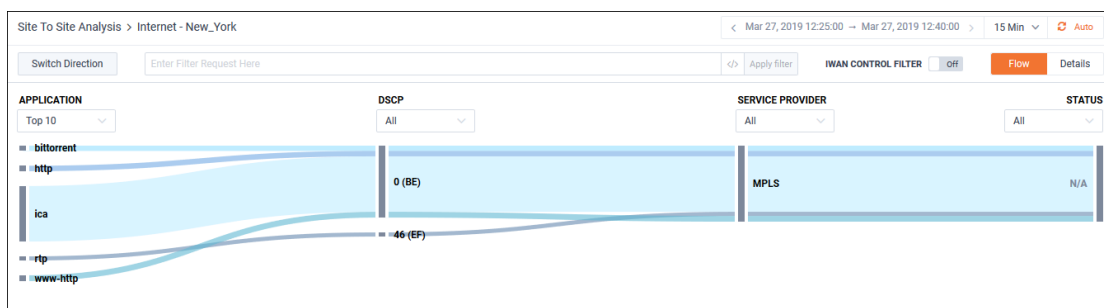 Site To Site Analysis > Internet - New_York
< Mar 27, 2019 12:25:00 → Mar 27, 2019 12:40:00 >
15 Min
Auto
Switch Direction
Enter Filter Request Here
</> Apply filter
IWAN CONTROL FILTER
Off
Flow
Details
APPLICATION
DSCP
SERVICE PROVIDER
STATUS
Top 10
All
All
All
bittorrent
http
0 (BE)
MPLS
N/A
ica
46 (EF)
rtp
www-http